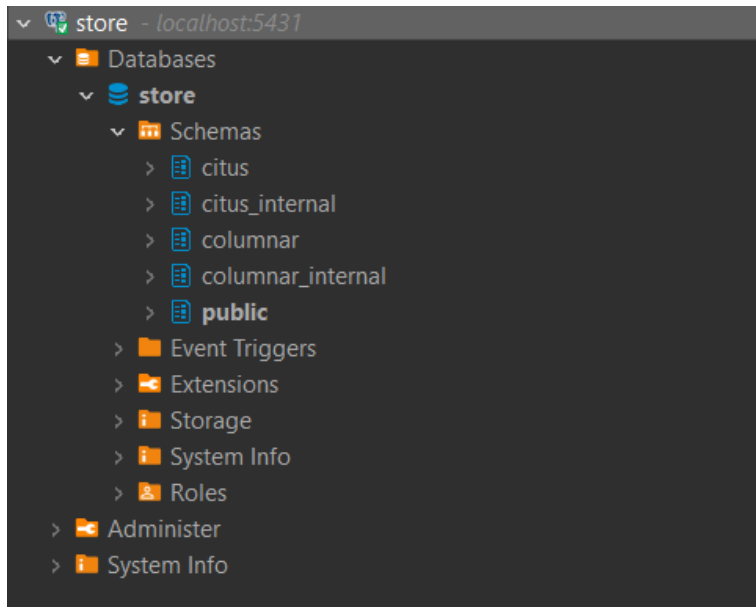 store - localhost:5431
Databases
store
Schemas
citus
citus_internal
columnar
columnar_internal
public
Event Triggers
Extensions
Storage
System Info
Roles
Administer
System Info